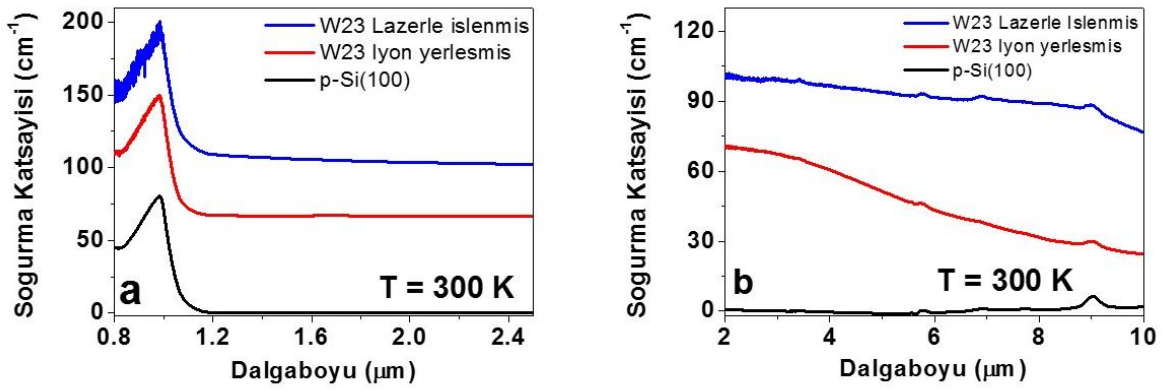 Sogurma Katsayisi (cm⁻¹)
200
150
100
50
0
W23 Lazerle islenmis
W23 Iyon yerlesmis
p-Si(100)
a
T = 300 K
0.8
1.2
1.6
2.0
2.4
Dalgaboyu (μm)
Sogurma Katsayisi (cm⁻¹)
120
90
60
30
0
W23 Lazerle Islenmis
W23 Iyon yerlesmis
p-Si(100)
b
T = 300 K
2
4
6
8
10
Dalgaboyu (μm)